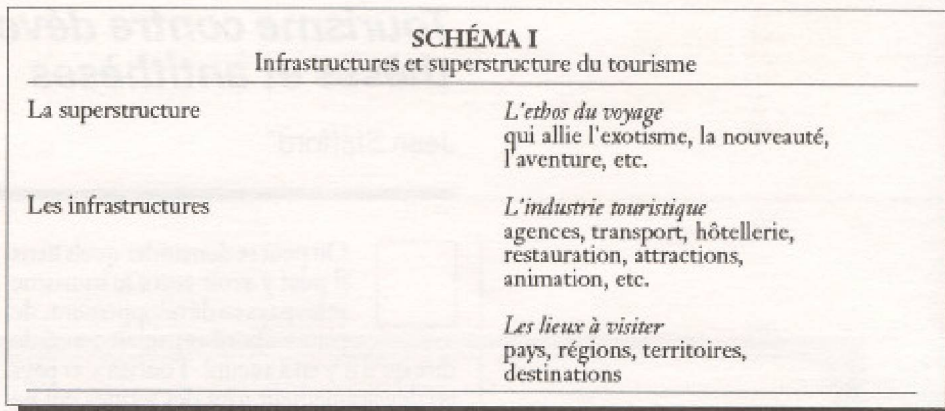 SCHÉMA I
Infrastructures et superstructure du tourisme
La superstructure
L'ethos du voyage
qui allie l'exotisme, la nouveauté,
l'aventure, etc.
Les infrastructures
L'industrie touristique
agences, transport, hôtellerie,
restauration, attractions,
animation, etc.
Les lieux à visiter
pays, régions, territoires,
destinations